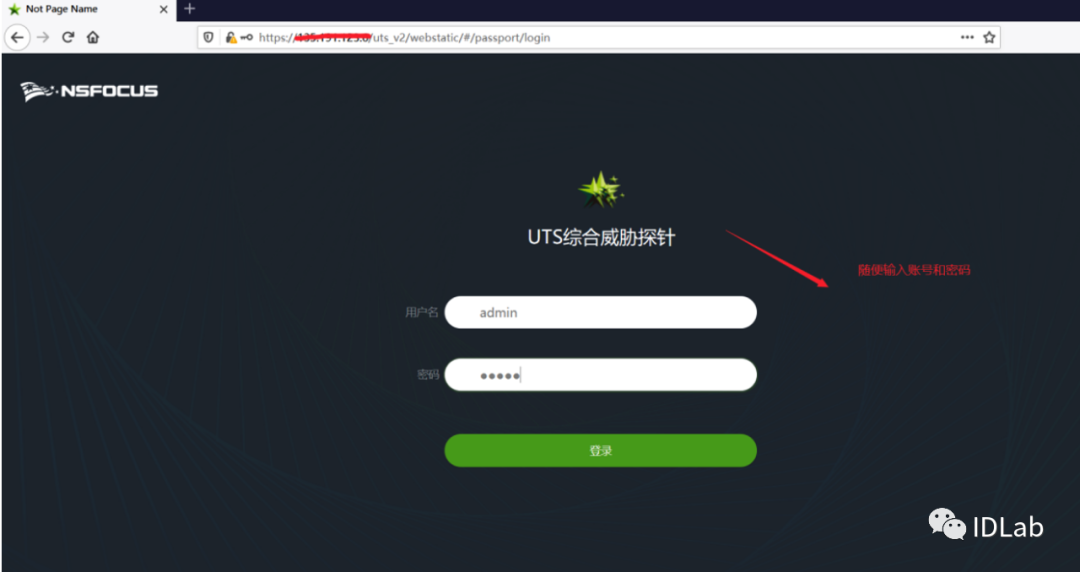 Not Page Name
https://
/uts_v2/webstatic/#/passport/login
NSFOCUS
UTS综合威胁探针
随便输入账号和密码
用户名
admin
密码
登录
IDLab